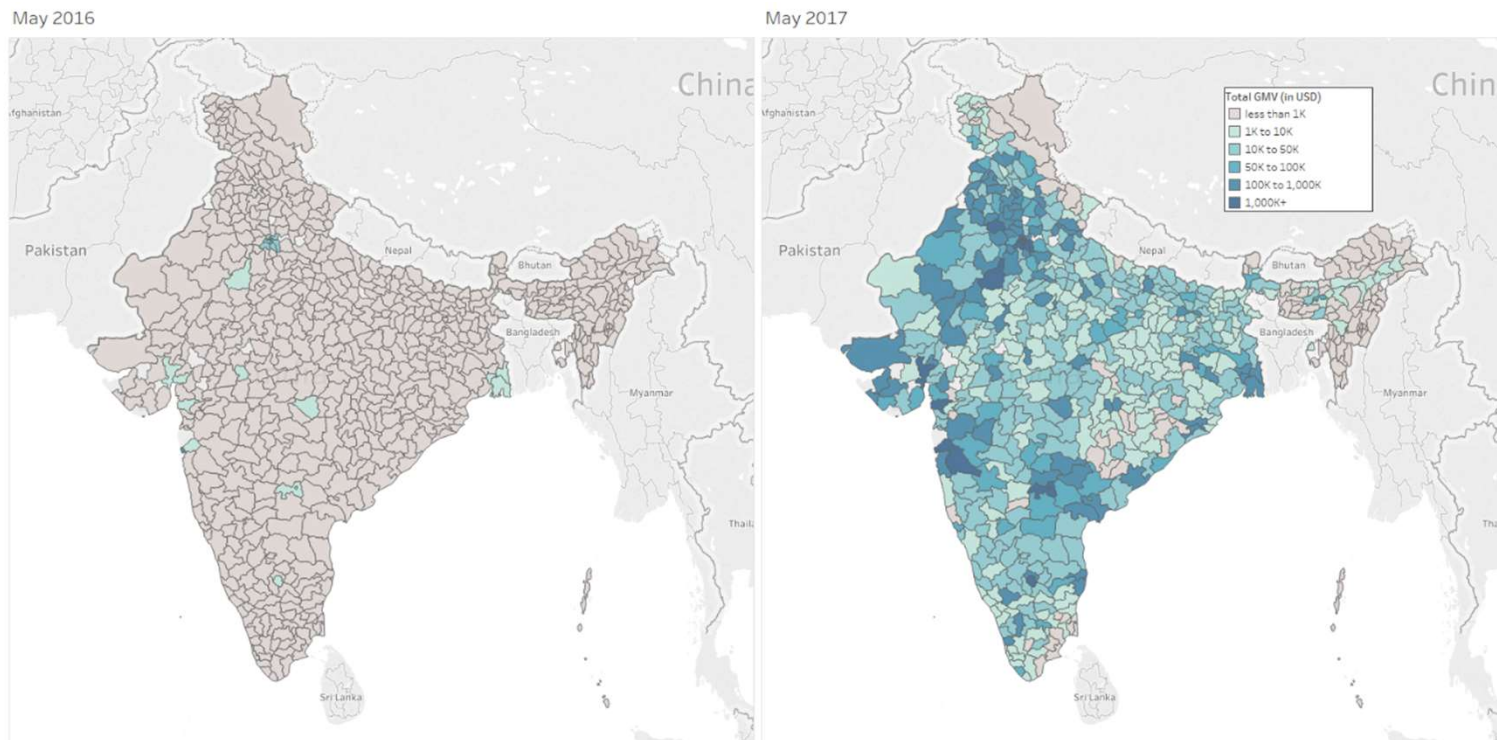 May 2016
May 2017
China
Afghanistan
Pakistan
Nepal
Bhutan
Bangladesh
Myanmar
Thaila
Sri Lanka
Chin
Total GMV (in USD)
less than 1K
1K to 10K
10K to 50K
50K to 100K
100K to 1,000K
1,000K+
Afghanistan
Pakistan
Nepal
Bhutan
Bangladesh
Myanmar
Tha
Sri Lanka